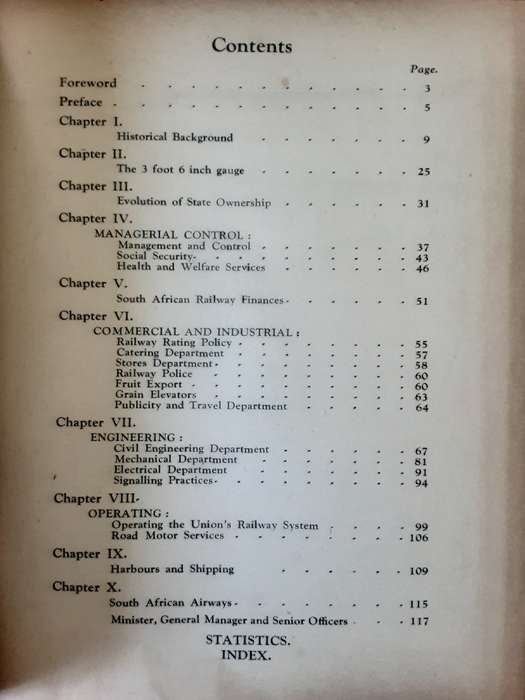 Contents
Page.
Foreword - - - - - - - - - - - - 3
Preface - - - - - - - - - - - - - 5
Chapter I.
Historical Background - - - - - - - 9
Chapter II.
The 3 foot 6 inch gauge - - - - - - - 25
Chapter III.
Evolution of State Ownership - - - - - - 31
Chapter IV.
MANAGERIAL CONTROL :
Management and Control - - - - - - - 37
Social Security - - - - - - - - - - 43
Health and Welfare Services - - - - - - - 46
Chapter V.
South African Railway Finances - - - - - - 51
Chapter VI.
COMMERCIAL AND INDUSTRIAL :
Railway Rating Policy - - - - - - - - 55
Catering Department - - - - - - - - 57
Stores Department - - - - - - - - - 58
Railway Police - - - - - - - - - 60
Fruit Export - - - - - - - - - - 60
Grain Elevators - - - - - - - - - 63
Publicity and Travel Department - - - - - 64
Chapter VII.
ENGINEERING :
Civil Engineering Department - - - - - - 67
Mechanical Department - - - - - - - 81
Electrical Department - - - - - - - 91
Signalling Practices - - - - - - - - - 94
Chapter VIII-
OPERATING :
Operating the Union's Railway System - - - - 99
Road Motor Services - - - - - - - - 106
Chapter IX.
Harbours and Shipping - - - - - - 109
Chapter X.
South African Airways - - - - - - - - 115
Minister, General Manager and Senior Officers - - - 117
STATISTICS.
INDEX.